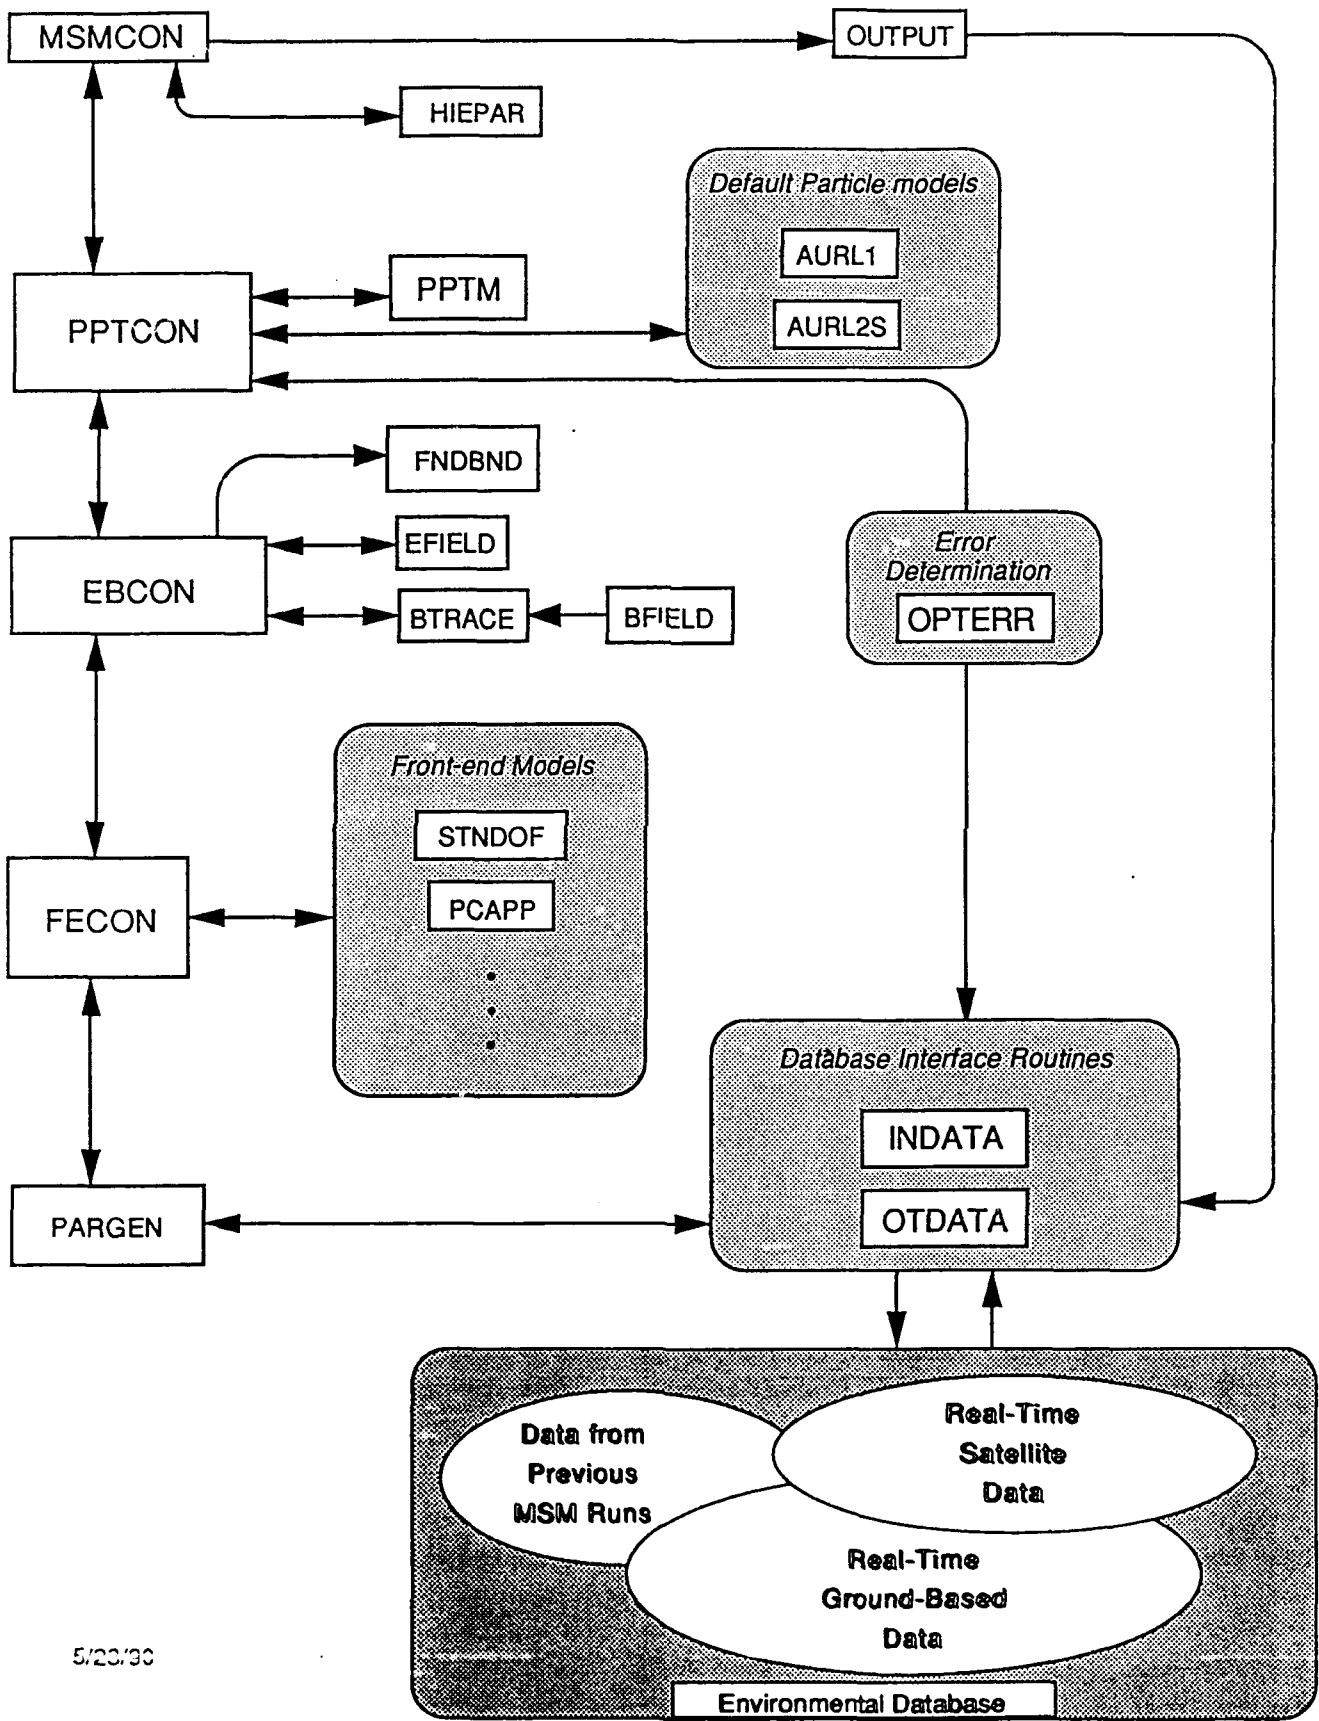 MSMCON
OUTPUT
HIEPAR
Default Particle models
AURL1
PPTM
PPTCON
AURL2S
FNDBND
EFIELD
Error
Determination
EBCON
BTRACE
BFIELD
OPTERR
Front-end Models
STNDOF
FECON
PCAPP
Database Interface Routines
INDATA
PARGEN
OTDATA
Real-Time
Satellite
Data
Data from
Previous
MSM Runs
Real-Time
Ground-Based
Data
Environmental Database